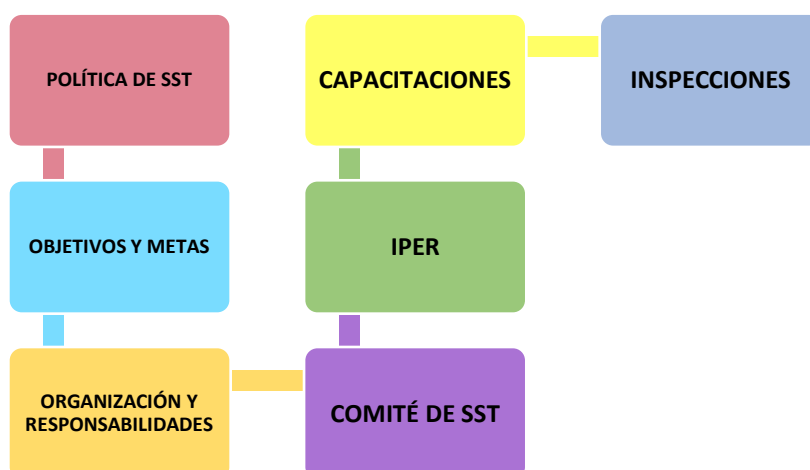 POLÍTICA DE SST
OBJETIVOS Y METAS
ORGANIZACIÓN Y
RESPONSABILIDADES
COMITÉ DE SST
IPER
CAPACITACIONES
INSPECCIONES